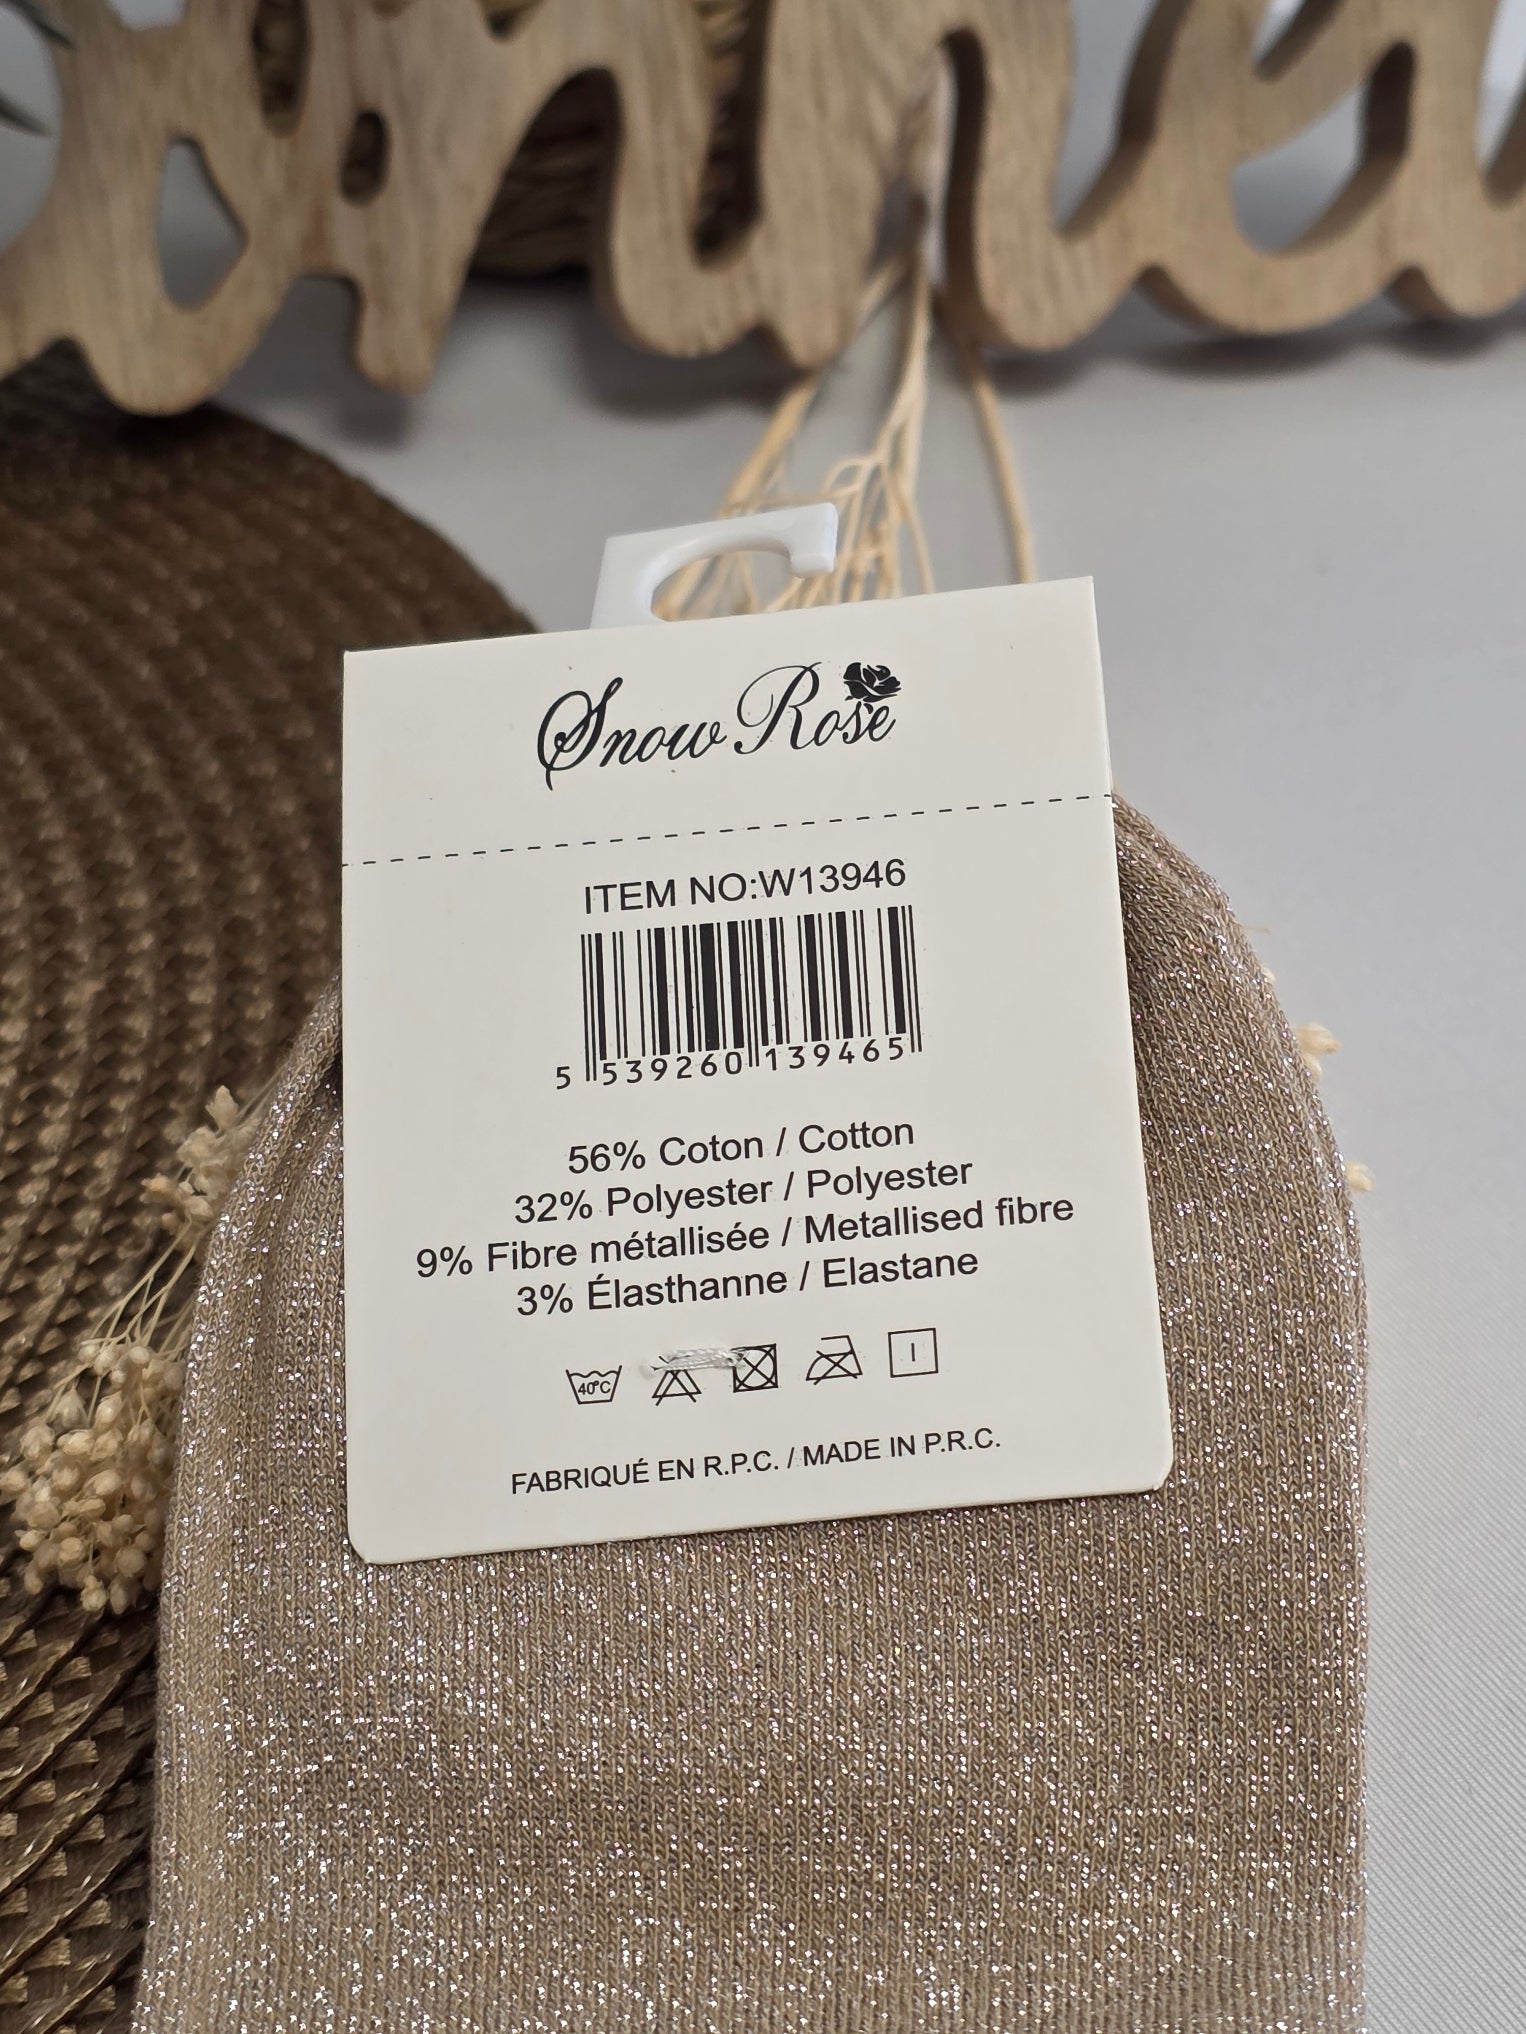 Snow Rose
ITEM NO:W13946
5 539260 139465
56% Coton / Cotton
32% Polyester / Polyester
9% Fibre métallisée / Metallised fibre
3% Élasthanne / Elastane
40°C
FABRIQUÉ EN R.P.C. / MADE IN P.R.C.